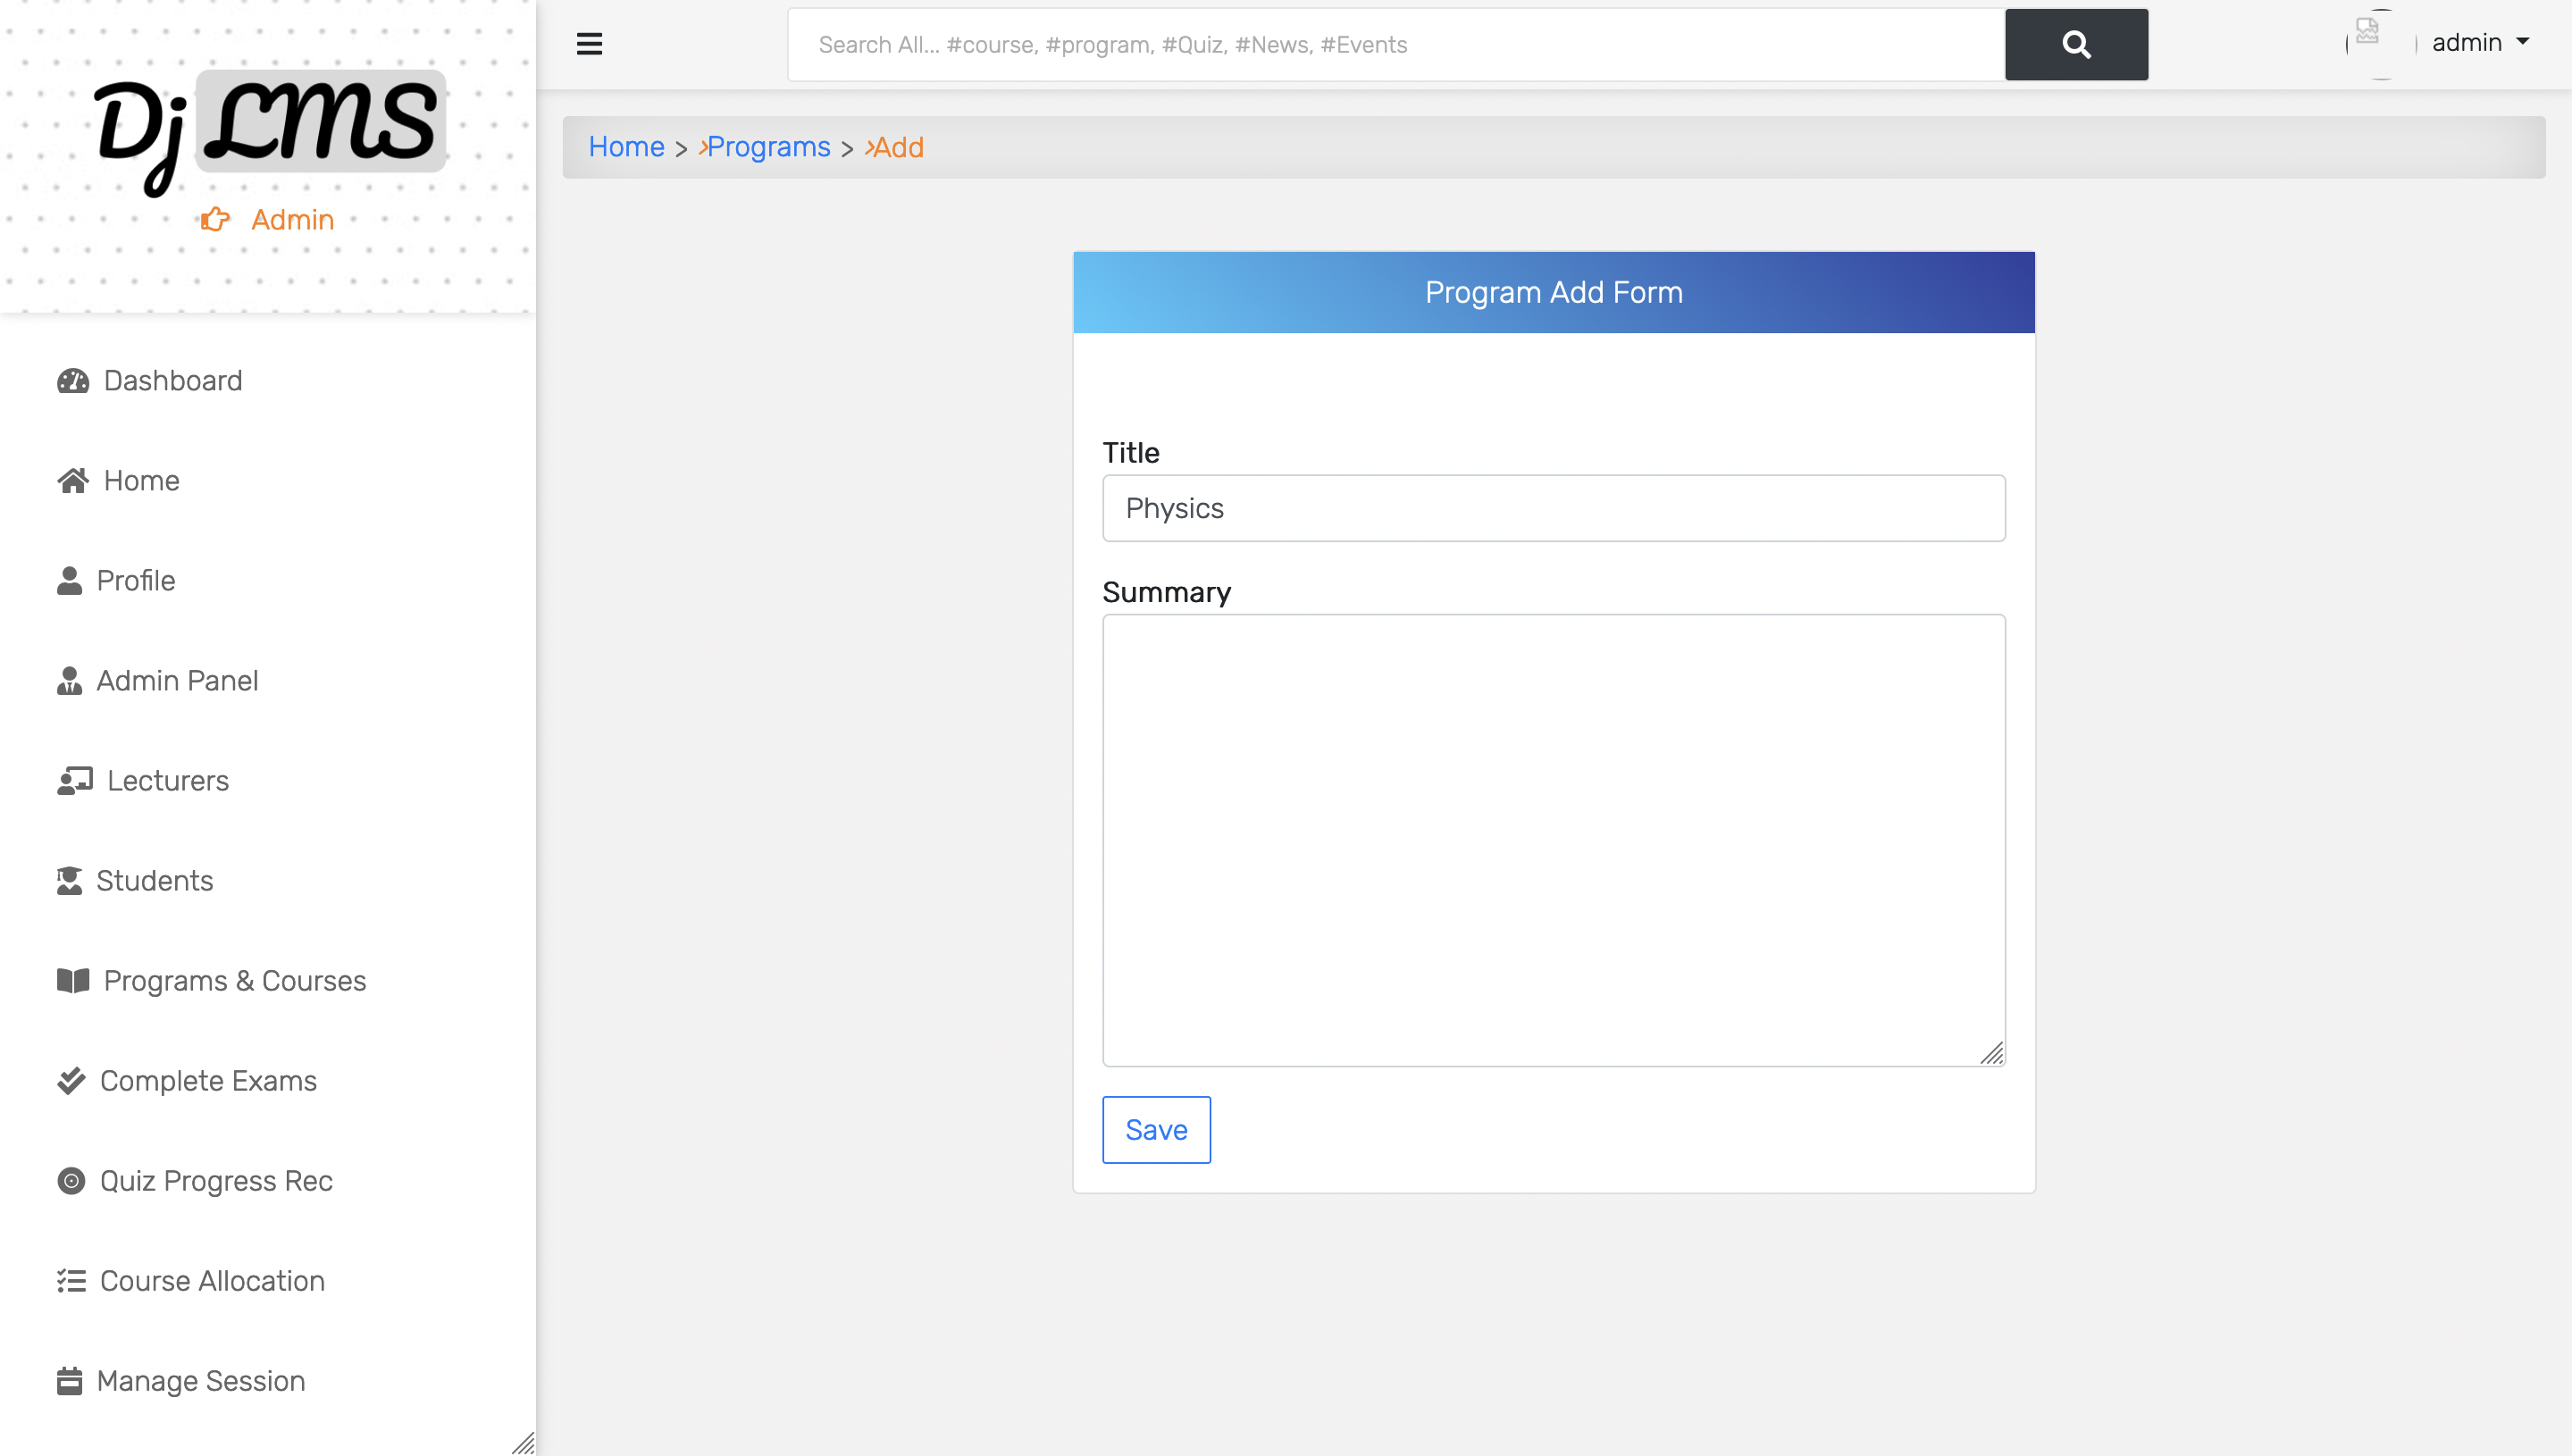 Dj LMS
Admin
Dashboard
Home
Profile
Admin Panel
Lecturers
Students
Programs & Courses
Complete Exams
Quiz Progress Rec
Course Allocation
Manage Session
Search All... #course, #program, #Quiz, #News, #Events
admin
Home > ›Programs > ›Add
Program Add Form
Title
Physics
Summary
Save